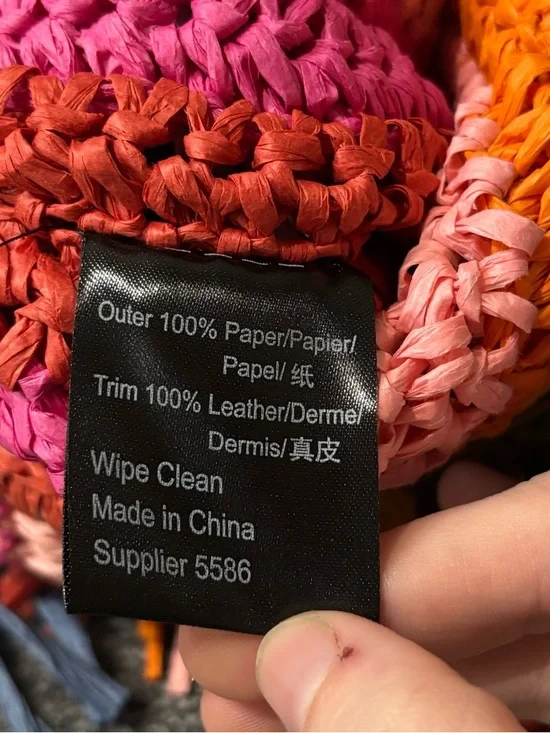 Outer 100% Paper/Papier/
Papel/ 纸
Trim 100% Leather/Derme/
Dermis/真皮
Wipe Clean
Made in China
Supplier 5586